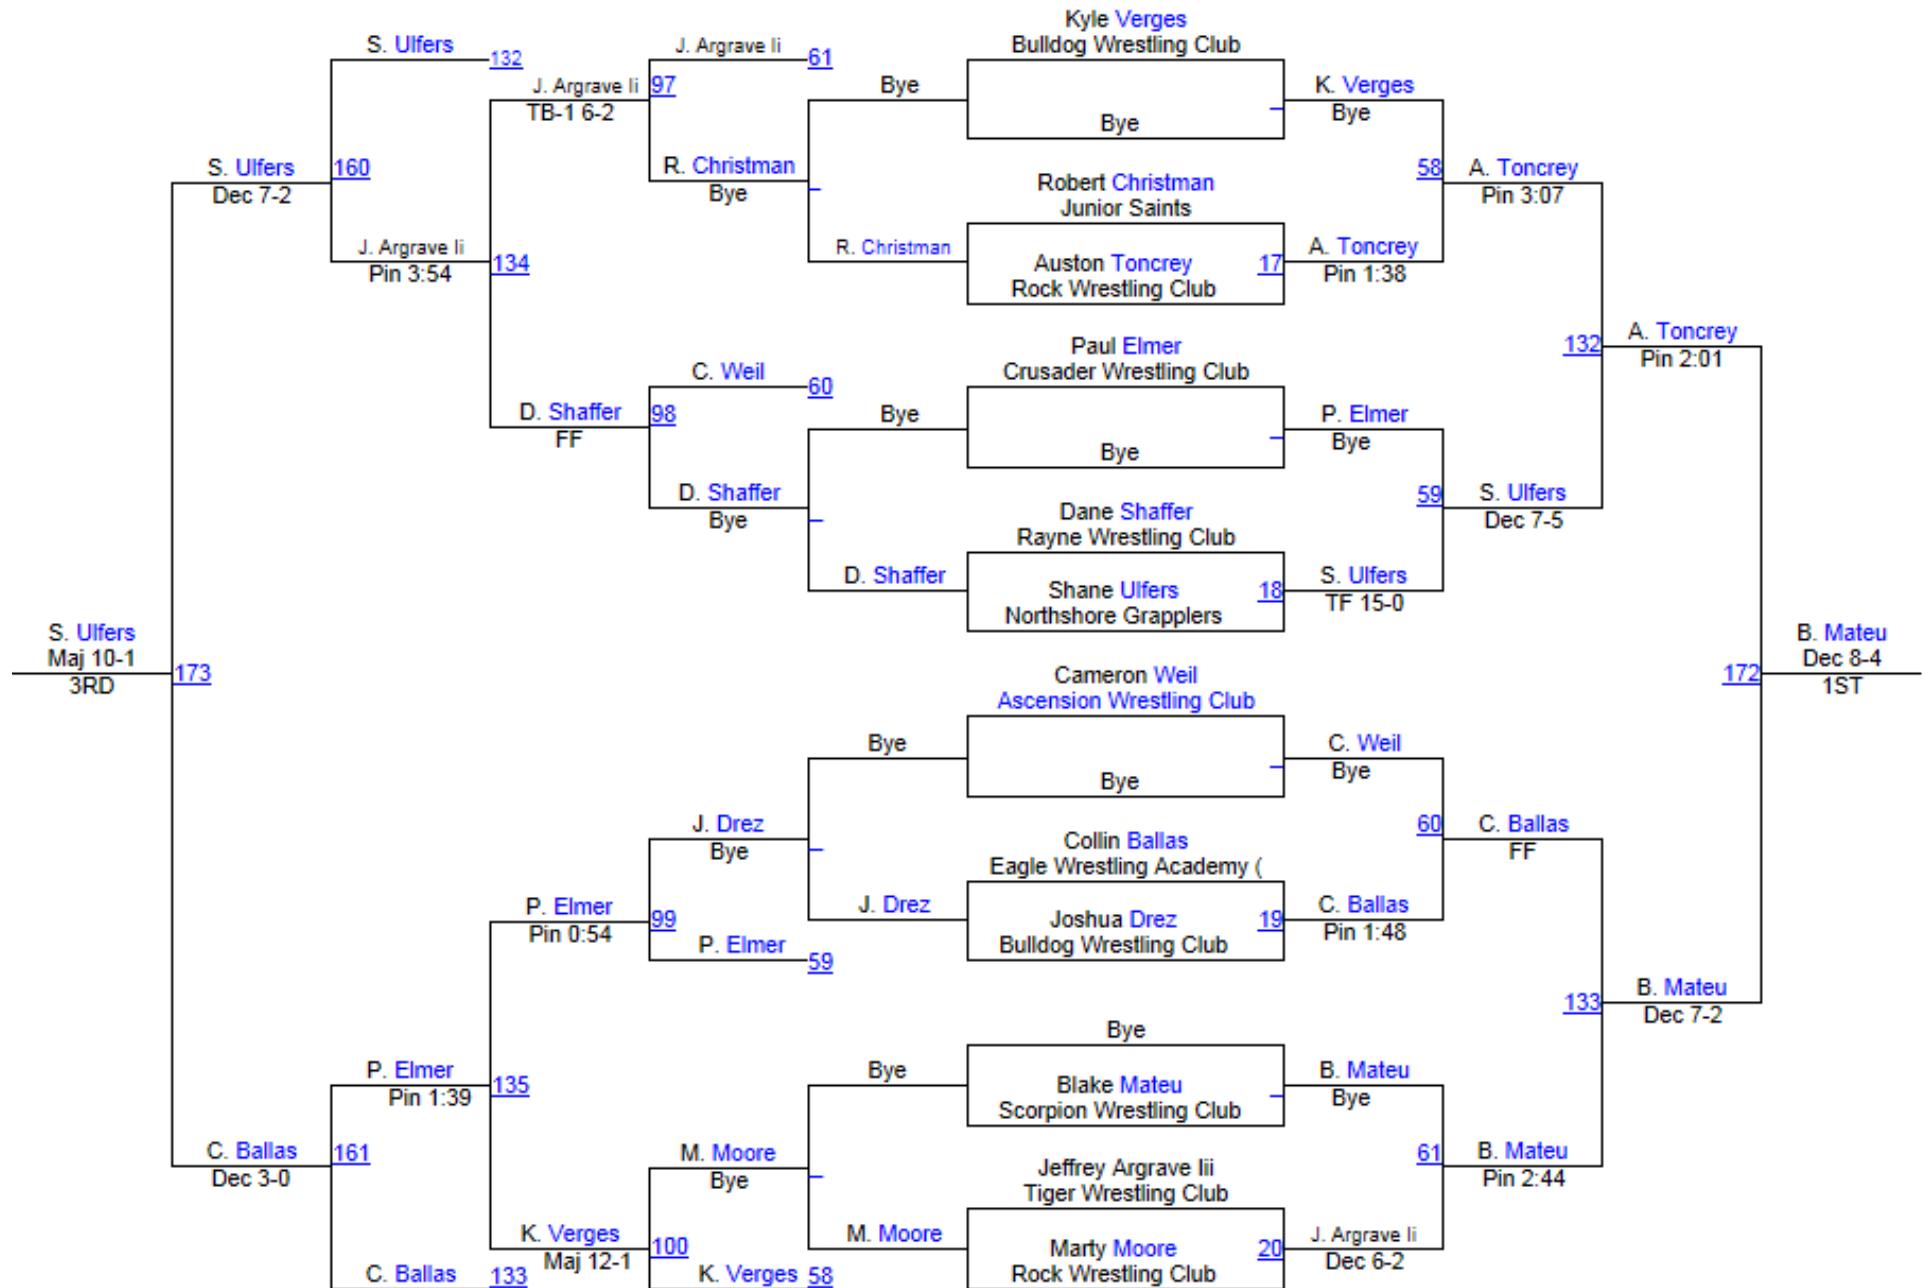 Kyle Verges
S. Ulfers
J. Argrave Ii
Bulldog Wrestling Club
132
61
J. Argrave Ii
97
Bye
K. Verges
TB-1 6-2
Bye
Bye
S. Ulfers
160
R. Christman
58
A. Toncrey
Dec 7-2
Bye
Robert Christman
Pin 3:07
Junior Saints
J. Argrave Ii
R. Christman
A. Toncrey
Pin 3:54
134
Auston Toncrey
17
Pin 1:38
Rock Wrestling Club
Paul Elmer
132
A. Toncrey
C. Weil
Crusader Wrestling Club
Pin 2:01
60
D. Shaffer
98
Bye
P. Elmer
FF
Bye
Bye
D. Shaffer
59
S. Ulfers
Bye
Dane Shaffer
Dec 7-5
Rayne Wrestling Club
D. Shaffer
Shane Ulfers
18
S. Ulfers
Northshore Grapplers
TF 15-0
S. Ulfers
B. Mateu
Maj 10-1
173
Cameron Weil
172
Dec 8-4
3RD
Ascension Wrestling Club
1ST
Bye
C. Weil
Bye
Bye
J. Drez
60
C. Ballas
Bye
Collin Ballas
FF
Eagle Wrestling Academy (
P. Elmer
99
J. Drez
Joshua Drez
19
C. Ballas
Pin 0:54
P. Elmer
Bulldog Wrestling Club
Pin 1:48
59
133
B. Mateu
Bye
Dec 7-2
P. Elmer
135
Bye
Blake Mateu
B. Mateu
Pin 1:39
Scorpion Wrestling Club
Bye
C. Ballas
161
M. Moore
61
B. Mateu
Dec 3-0
Bye
Jeffrey Argrave Iii
Pin 2:44
Tiger Wrestling Club
K. Verges
100
M. Moore
Marty Moore
20
J. Argrave Ii
Maj 12-1
Rock Wrestling Club
Dec 6-2
C. Ballas
133
K. Verges
58